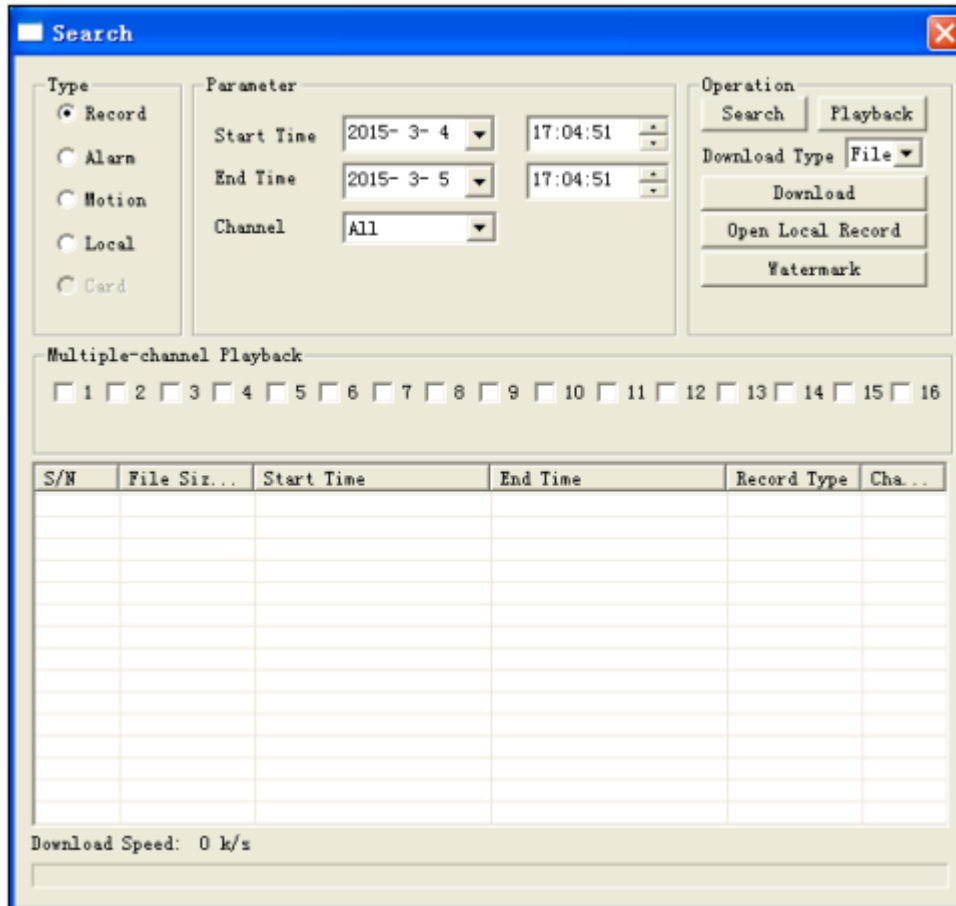 Search
Type
Record
Alarm
Motion
Local
Card
Parameter
Start Time 2015- 3- 4 17:04:51
End Time 2015- 3- 5 17:04:51
Channel All
Operation
Search Playback
Download Type File
Download
Open Local Record
Watermark
Multiple-channel Playback
1 2 3 4 5 6 7 8 9 10 11 12 13 14 15 16
S/N File Siz... Start Time End Time Record Type Cha...
Download Speed: 0 k/s